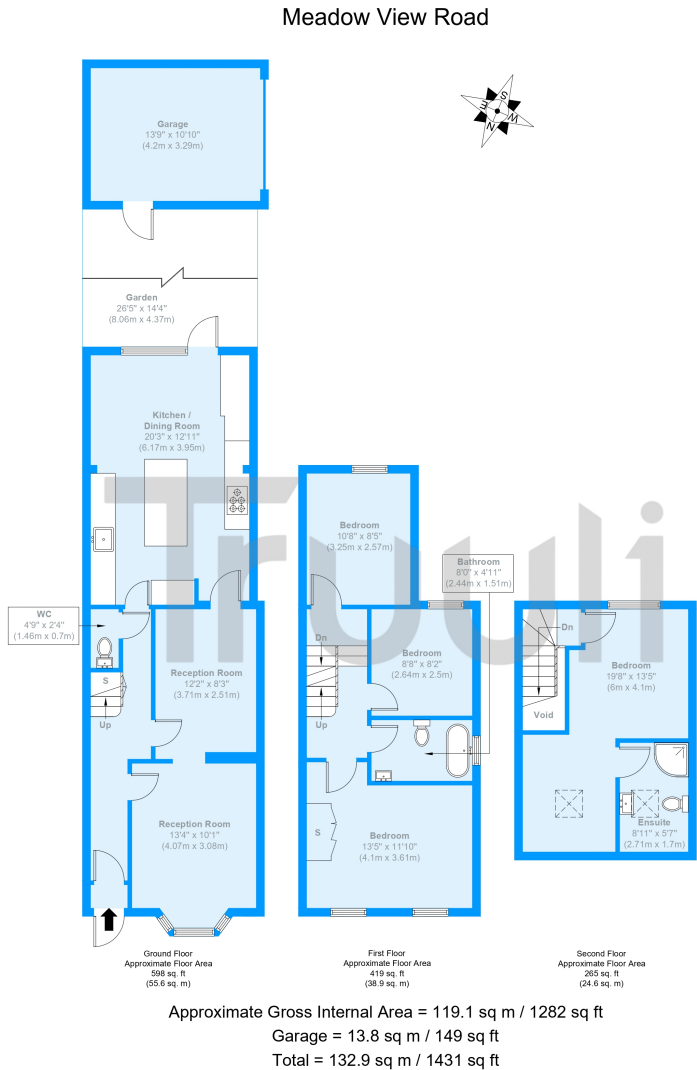 Meadow View Road
S
E
W
N
Garage
13'9" x 10'10"
(4.2m x 3.29m)
Garden
26'5" x 14'4"
(8.06m x 4.37m)
Kitchen /
Dining Room
20'3" x 12'11"
(6.17m x 3.95m)
Truuli
Bedroom
10'8" x 8'5"
(3.25m x 2.57m)
Bathroom
8'0" x 4'11"
(2.44m x 1.51m)
WC
4'9" x 2'4"
(1.46m x 0.7m)
Reception Room
12'2" x 8'3"
(3.71m x 2.51m)
S
Up
Dn
Up
Bedroom
8'8" x 8'2"
(2.64m x 2.5m)
Dn
Bedroom
19'8" x 13'5"
(6m x 4.1m)
Void
Reception Room
13'4" x 10'1"
(4.07m x 3.08m)
S
Bedroom
13'5" x 11'10"
(4.1m x 3.61m)
Ensuite
8'11" x 5'7"
(2.71m x 1.7m)
Ground Floor
Approximate Floor Area
598 sq. ft
(55.6 sq. m)
First Floor
Approximate Floor Area
419 sq. ft
(38.9 sq. m)
Second Floor
Approximate Floor Area
265 sq. ft
(24.6 sq. m)
Approximate Gross Internal Area = 119.1 sq m / 1282 sq ft
Garage = 13.8 sq m / 149 sq ft
Total = 132.9 sq m / 1431 sq ft